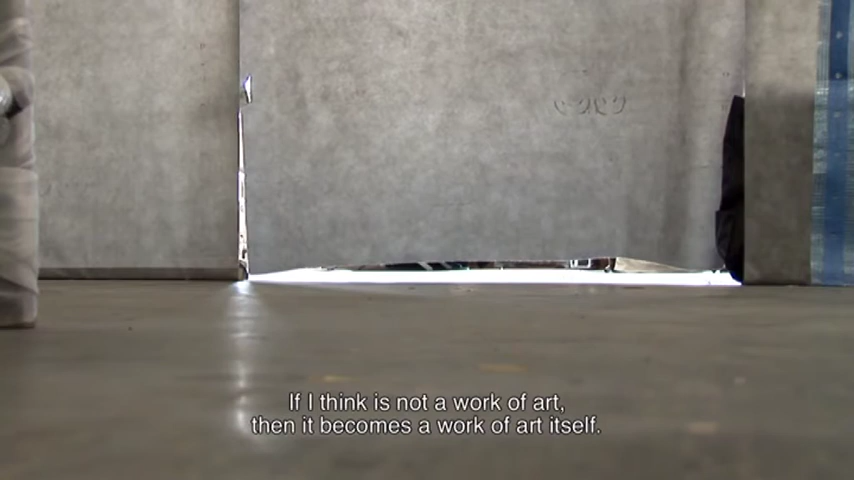 If I think is not a work of art,
then it becomes a work of art itself.